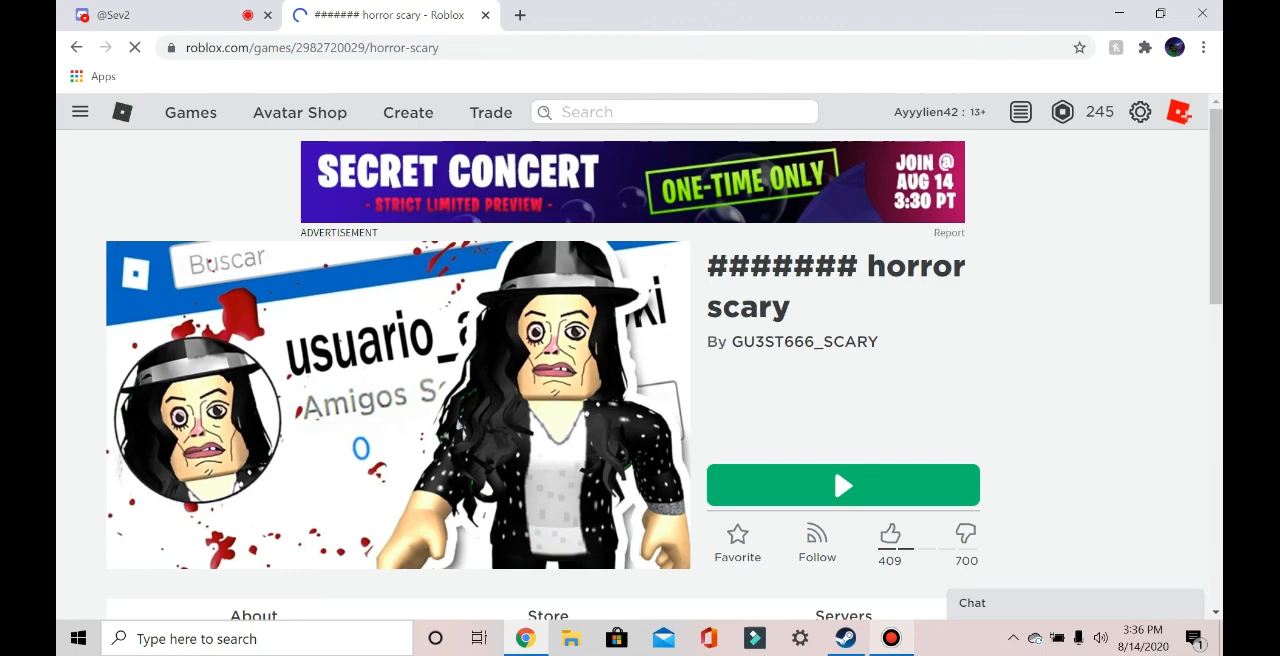 @Sev2
####### horror scary - Roblox
roblox.com/games/2982720029/horror-scary
Apps
Games Avatar Shop Create Trade Search Ayyylien42 : 13+ 245
SECRET CONCERT
- STRICT LIMITED PREVIEW -
ONE-TIME ONLY
JOIN @
AUG 14
3:30 PT
ADVERTISEMENT
Report
Buscar
usuario_
Amigos
0
####### horror
scary
By GU3ST666_SCARY
Favorite Follow 409 700
About Store Servers
Chat
Type here to search
3:36 PM
8/14/2020
1